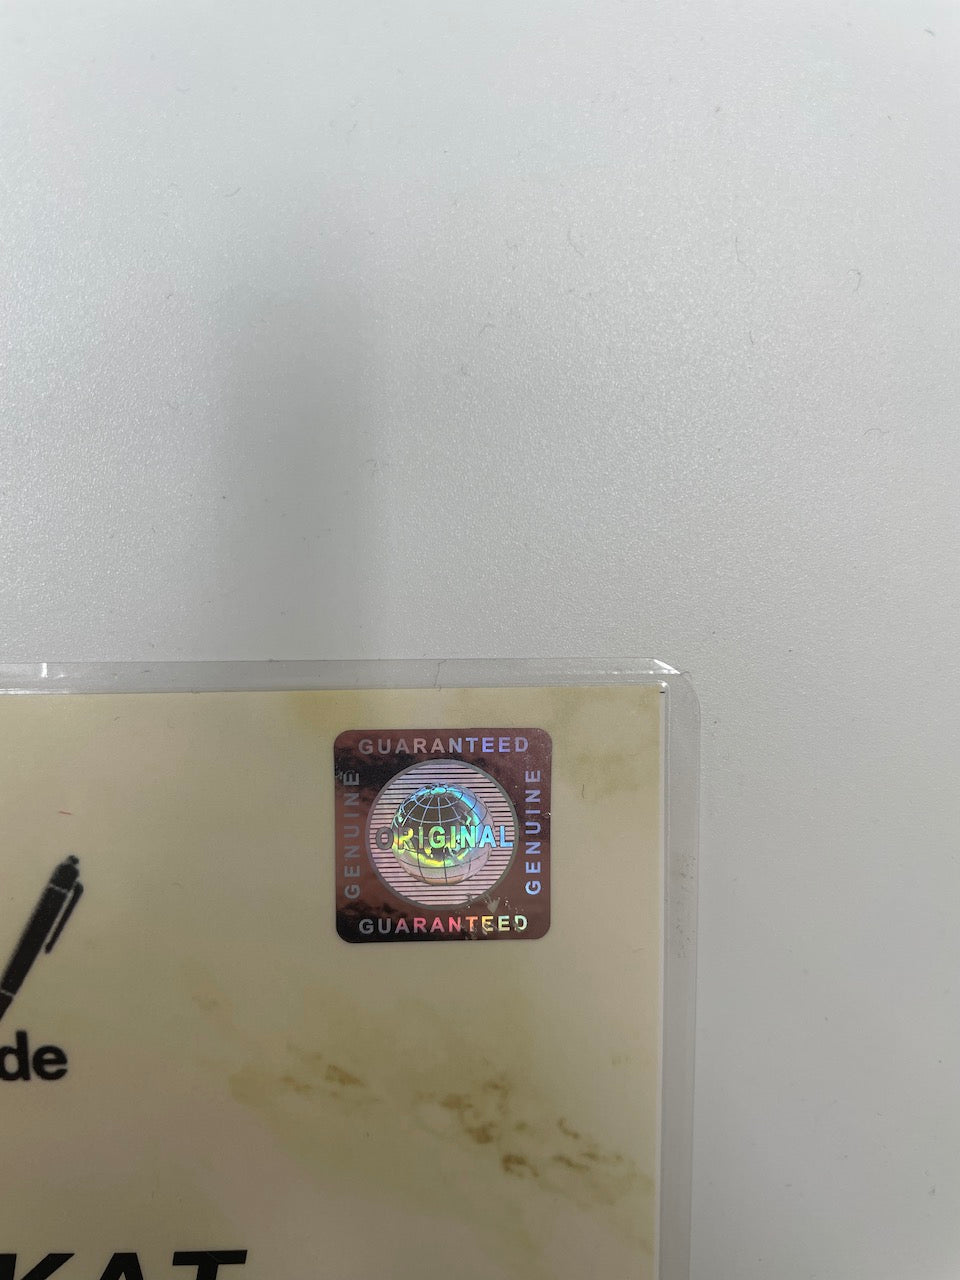 GUARANTEED
GENUINE
ORIGINAL
GENUINE
GUARANTEED
de
KAT